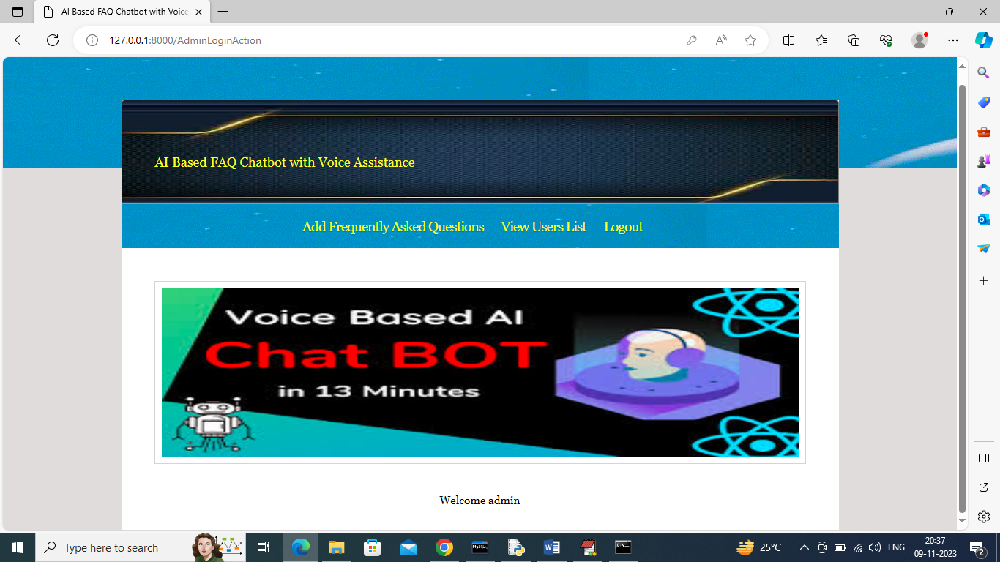 AI Based FAQ Chatbot with Voice
127.0.0.1:8000/AdminLoginAction
AI Based FAQ Chatbot with Voice Assistance
Add Frequently Asked Questions View Users List Logout
Voice Based AI
Chat BOT
in 13 Minutes
Welcome admin
Type here to search
MySQL
25°C
ENG
20:37
09-11-2023
2